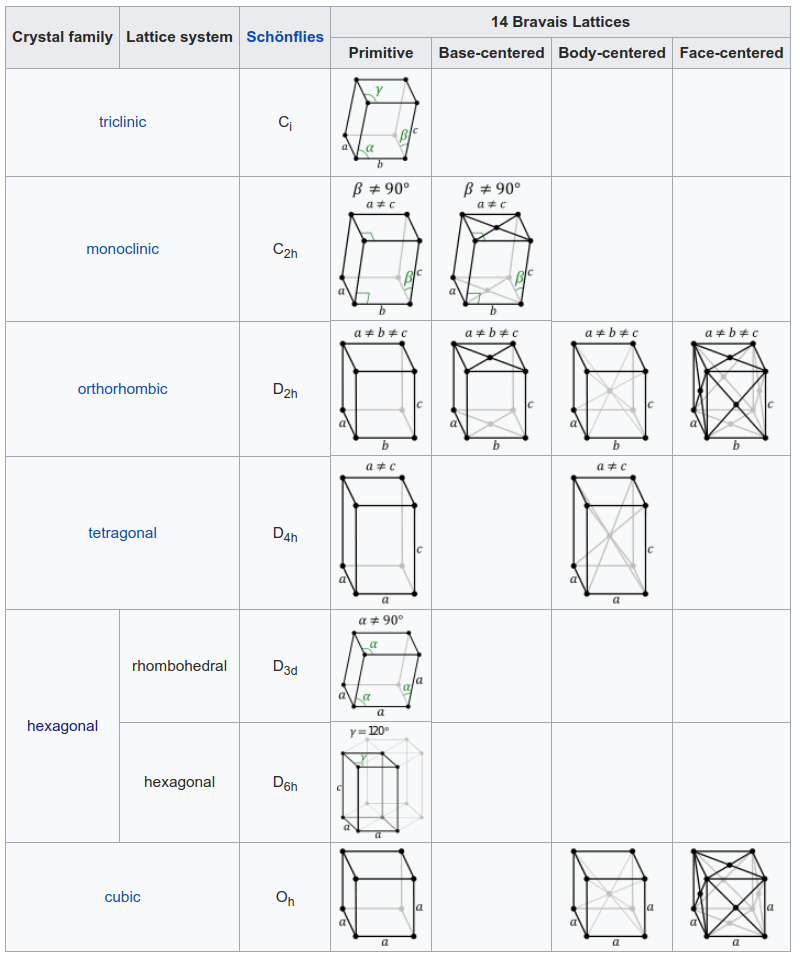 Crystal family Lattice system Schönflies 14 Bravais Lattices
Primitive Base-centered Body-centered Face-centered
triclinic Ci
γ
β c
a α
b
monoclinic C2h
β ≠ 90° β ≠ 90°
a ≠ c a ≠ c
β c β c
a a
b b
orthorhombic D2h
a ≠ b ≠ c a ≠ b ≠ c a ≠ b ≠ c a ≠ b ≠ c
c c c c
a a a a
b b b b
tetragonal D4h
a ≠ c a ≠ c
c c
a a
a a
hexagonal
rhombohedral D3d
α ≠ 90°
α
α a
a α
a
hexagonal D6h
γ = 120°
γ
c
a
a
cubic Oh
a a a
a a a
a a a